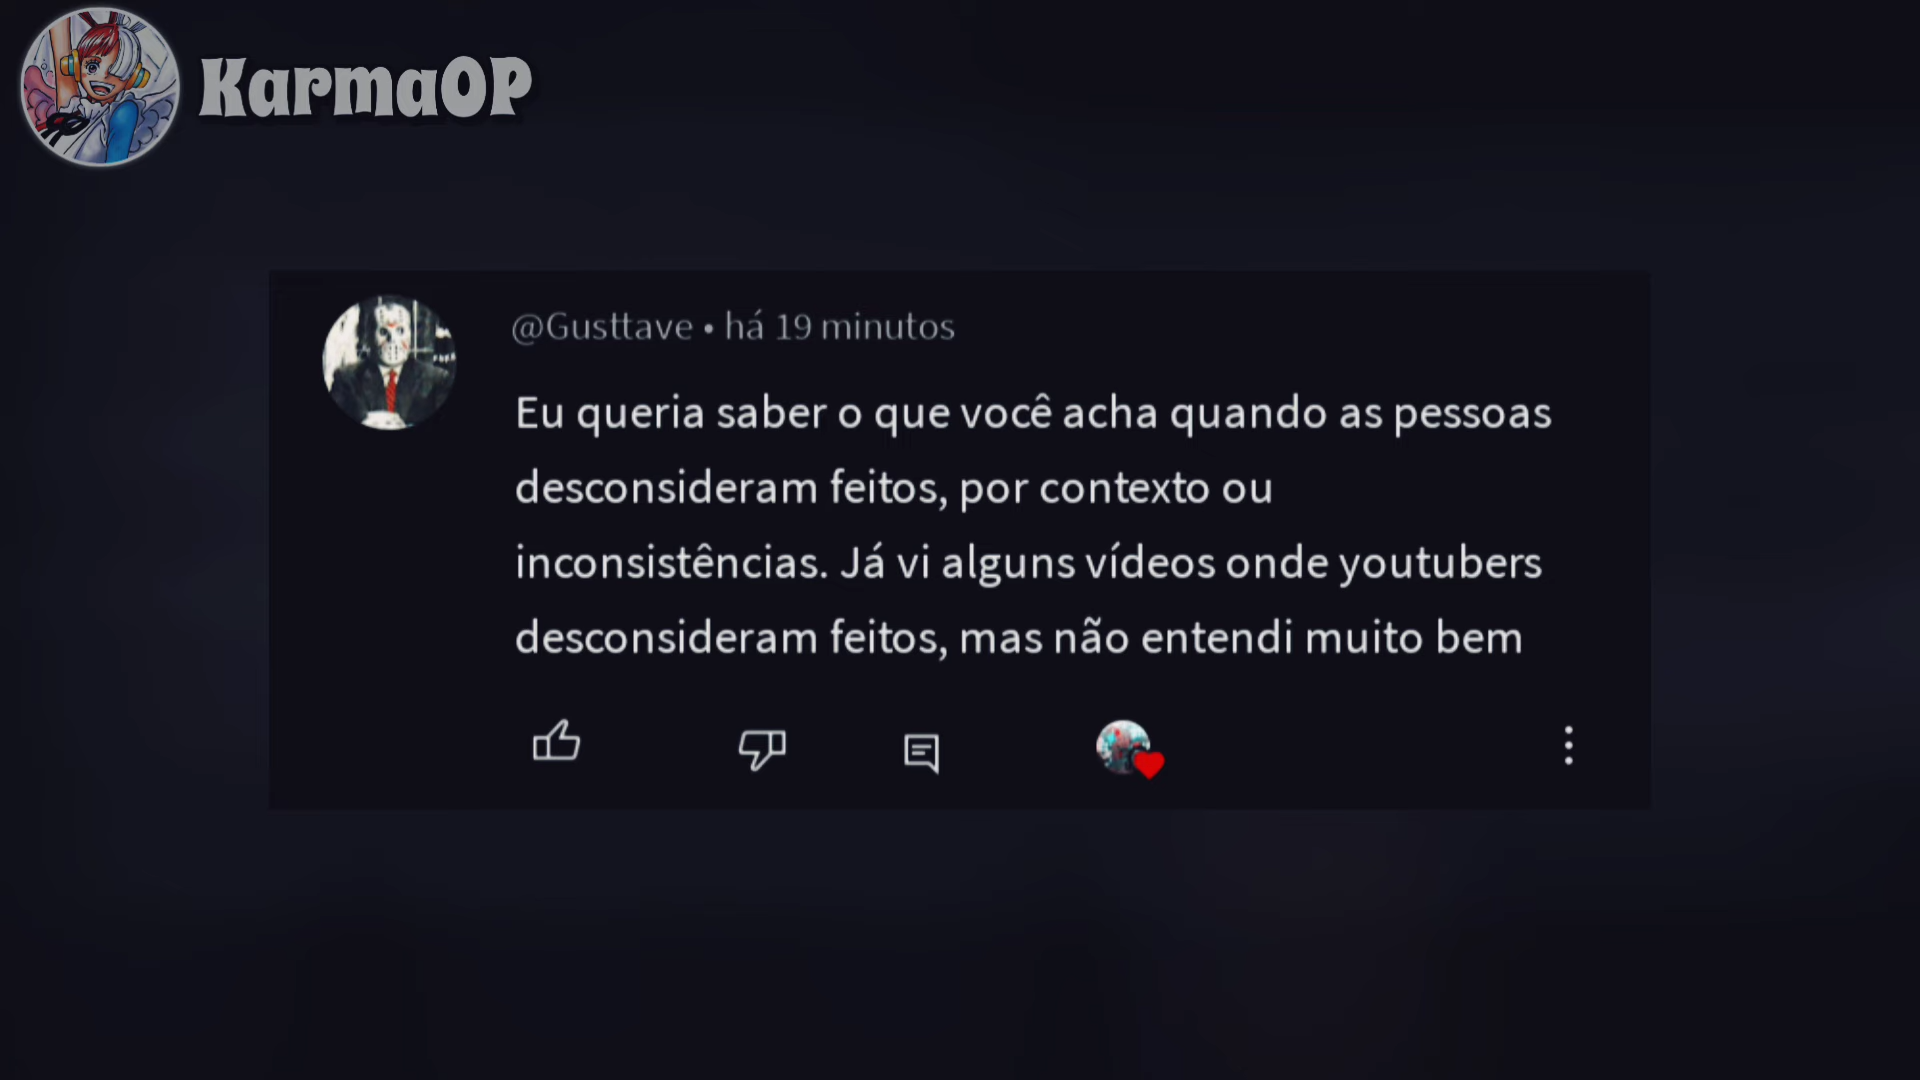 KarmaOP
@Gusttave • há 19 minutos
Eu queria saber o que você acha quando as pessoas
desconsideram feitos, por contexto ou
inconsistências. Já vi alguns vídeos onde youtubers
desconsideram feitos, mas não entendi muito bem